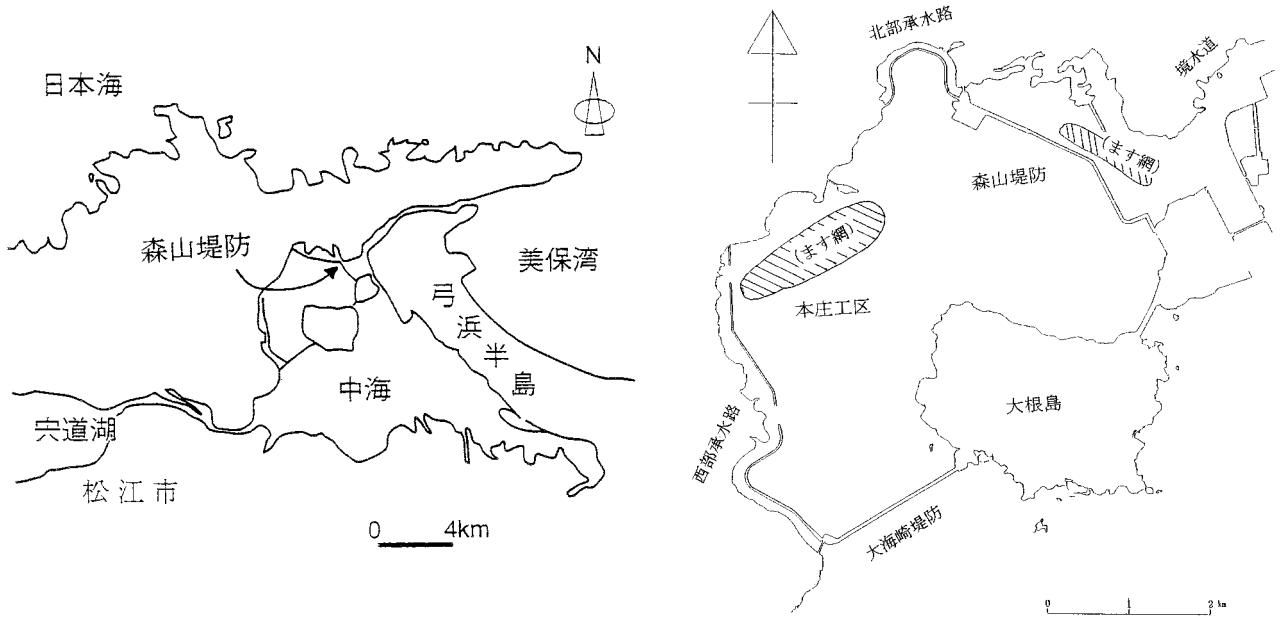 日本海
N
森山堤防
美保湾
弓浜半島
中海
宍道湖
松江市
0 4km
北部承水路
境水道
(ます網)
森山堤防
(ます網)
本庄工区
大根島
西部承水路
大海崎堤防
0 1 2 km